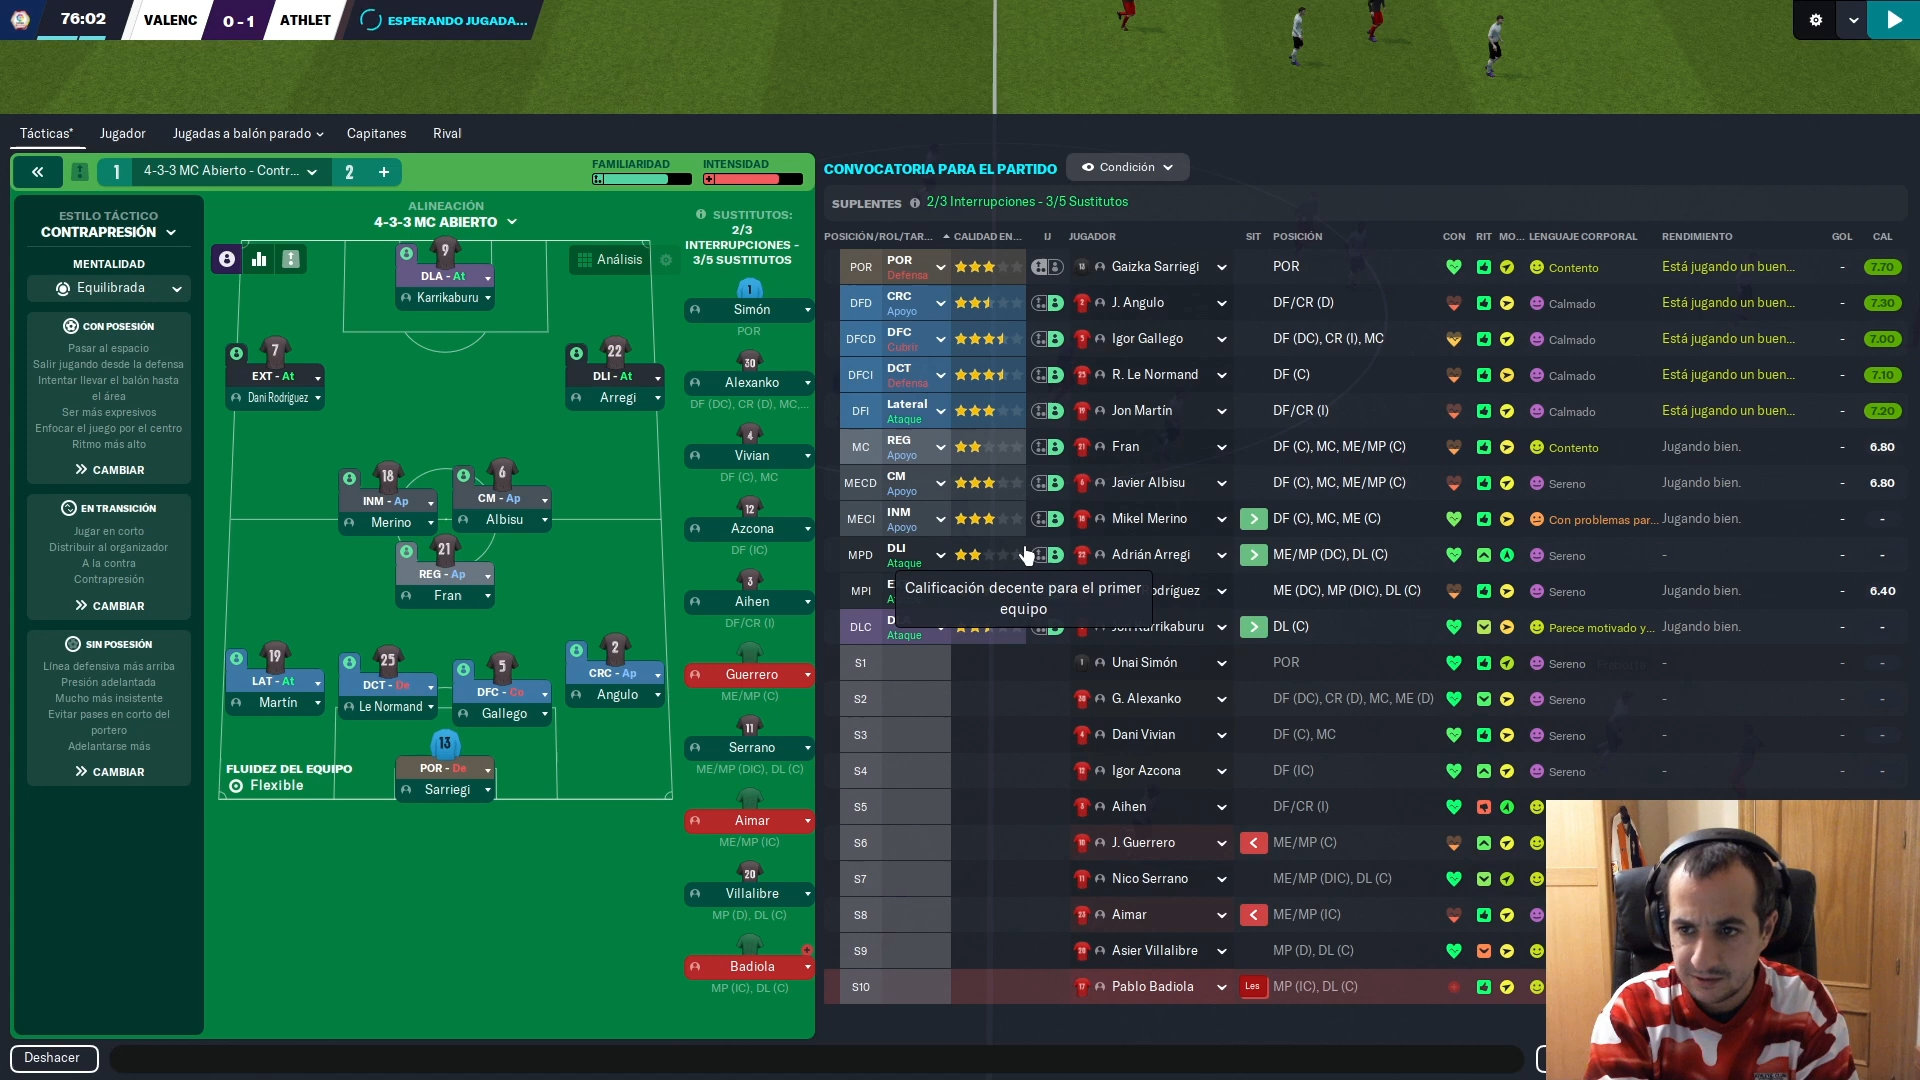 76:02
VALENC
0 - 1
ATHLET
ESPERANDO JUGADA...
Tácticas*
Jugador
Jugadas a balón parado
Capitanes
Rival
1
4-3-3 MC Abierto - Contr...
2
+
FAMILIARIDAD
INTENSIDAD
ESTILO TÁCTICO
CONTRAPRESIÓN
MENTALIDAD
Equilibrada
CON POSESIÓN
Pasar al espacio
Salir jugando desde la defensa
Intentar llevar el balón hasta
el área
Ser más expresivos
Enfocar el juego por el centro
Ritmo más alto
CAMBIAR
EN TRANSICIÓN
Jugar en corto
Distribuir al organizador
A la contra
Contrapresión
CAMBIAR
SIN POSESIÓN
Línea defensiva más arriba
Presión adelantada
Mucho más insistente
Evitar pases en corto del
portero
Adelantarse más
CAMBIAR
ALINEACIÓN
4-3-3 MC ABIERTO
Análisis
9
DLA - At
Karrikaburu
7
EXT - At
Dani Rodríguez
22
DLI - At
Arregi
18
INM - Ap
Merino
6
CM - Ap
Albisu
21
REG - Ap
Fran
19
LAT - At
Martín
25
DCT - De
Le Normand
5
DFC - Co
Gallego
2
CRC - Ap
Angulo
13
POR - De
Sarriegi
FLUIDEZ DEL EQUIPO
Flexible
SUSTITUTOS:
2/3
INTERRUPCIONES -
3/5 SUSTITUTOS
1
Simón
POR
30
Alexanko
DF (DC), CR (D), MC,...
4
Vivian
DF (C), MC
12
Azcona
DF (IC)
3
Aihen
DF/CR (I)
Guerrero
ME/MP (C)
11
Serrano
ME/MP (DIC), DL (C)
Aimar
ME/MP (IC)
20
Villalibre
MP (D), DL (C)
Badiola
MP (IC), DL (C)
CONVOCATORIA PARA EL PARTIDO
Condición
SUPLENTES
2/3 Interrupciones - 3/5 Sustitutos
POSICIÓN/ROL/TAR...
CALIDAD EN...
IJ
JUGADOR
SIT
POSICIÓN
CON
RIT
MO...
LENGUAJE CORPORAL
RENDIMIENTO
GOL
CAL
POR POR Defensa Gaizka Sarriegi POR Contento Está jugando un buen... - 7.70
DFD CRC Apoyo J. Angulo DF/CR (D) Calmado Está jugando un buen... - 7.30
DFCD DFC Cubrir Igor Gallego DF (DC), CR (I), MC Calmado Está jugando un buen... - 7.00
DFCI DCT Defensa R. Le Normand DF (C) Calmado Está jugando un buen... - 7.10
DFI Lateral Ataque Jon Martín DF/CR (I) Calmado Está jugando un buen... - 7.20
MC REG Apoyo Fran DF (C), MC, ME/MP (C) Contento Jugando bien. - 6.80
MECD CM Apoyo Javier Albisu DF (C), MC, ME/MP (C) Sereno Jugando bien. - 6.80
MECI INM Apoyo Mikel Merino DF (C), MC, ME (C) Con problemas par... Jugando bien. - -
MPD DLI Ataque Adrián Arregi ME/MP (DC), DL (C) Sereno - - -
MPI ME (DC), MP (DIC), DL (C) Sereno Jugando bien. - 6.40
Calificación decente para el primer
equipo
DLC Ataque DL (C) Parece motivado y... Jugando bien. - -
S1 Unai Simón POR Sereno - - -
S2 G. Alexanko DF (DC), CR (D), MC, ME (D) Sereno - - -
S3 Dani Vivian DF (C), MC Sereno - - -
S4 Igor Azcona DF (IC) Sereno - - -
S5 Aihen DF/CR (I)
S6 J. Guerrero ME/MP (C)
S7 Nico Serrano ME/MP (DIC), DL (C)
S8 Aimar ME/MP (IC)
S9 Asier Villalibre MP (D), DL (C)
S10 Pablo Badiola Les MP (IC), DL (C)
Deshacer